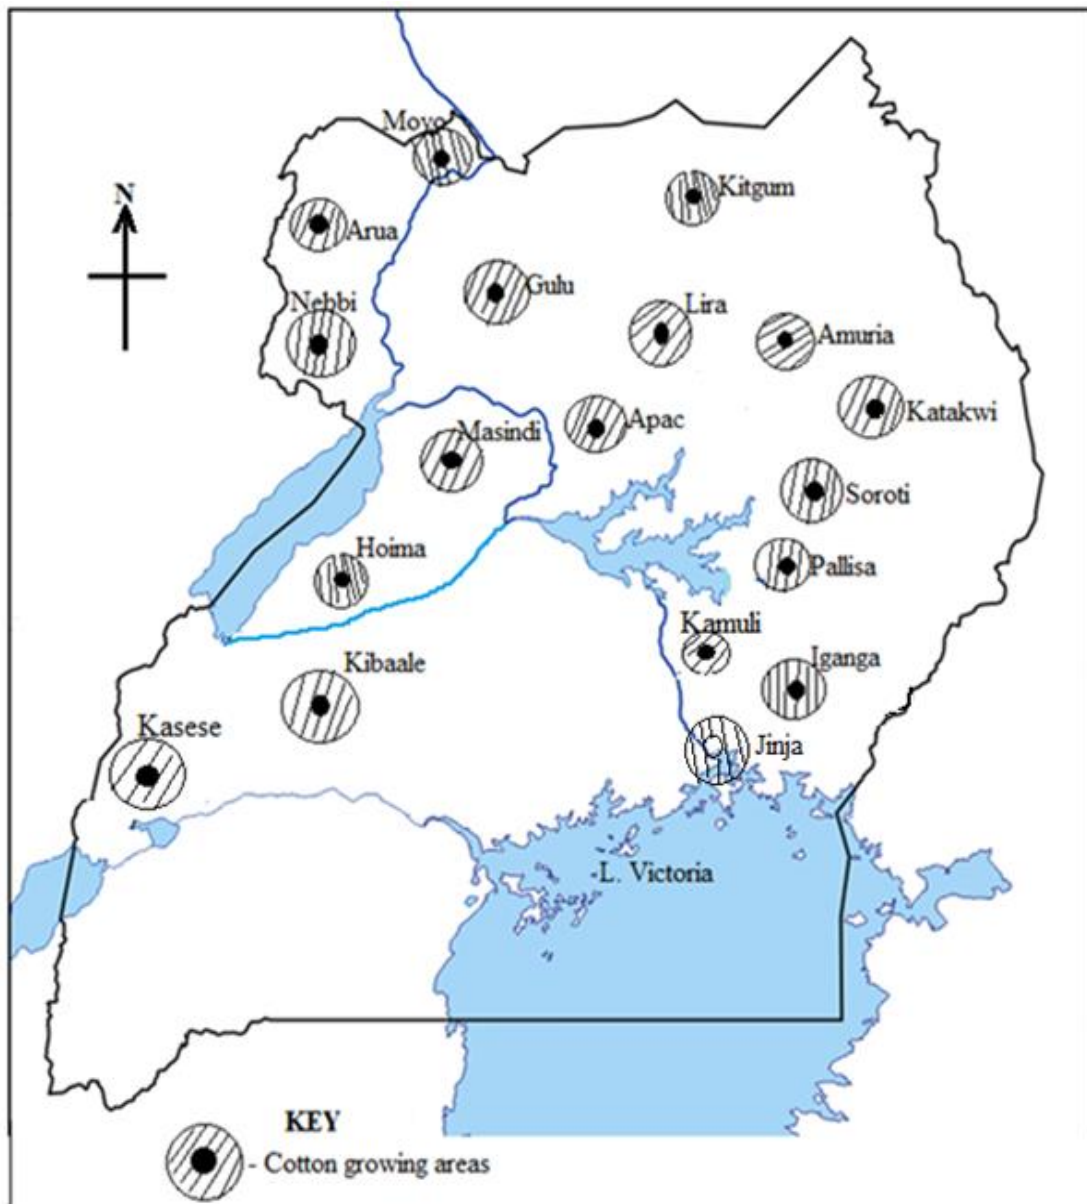 Moyo
N
Kitgum
Arua
Gulu
Nebbi
Lira
Amuria
Katakwi
Apac
Masindi
Soroti
Hoima
Pallisa
Kamuli
Kibaale
Iganga
Kasese
Jinja
L. Victoria
KEY
- Cotton growing areas